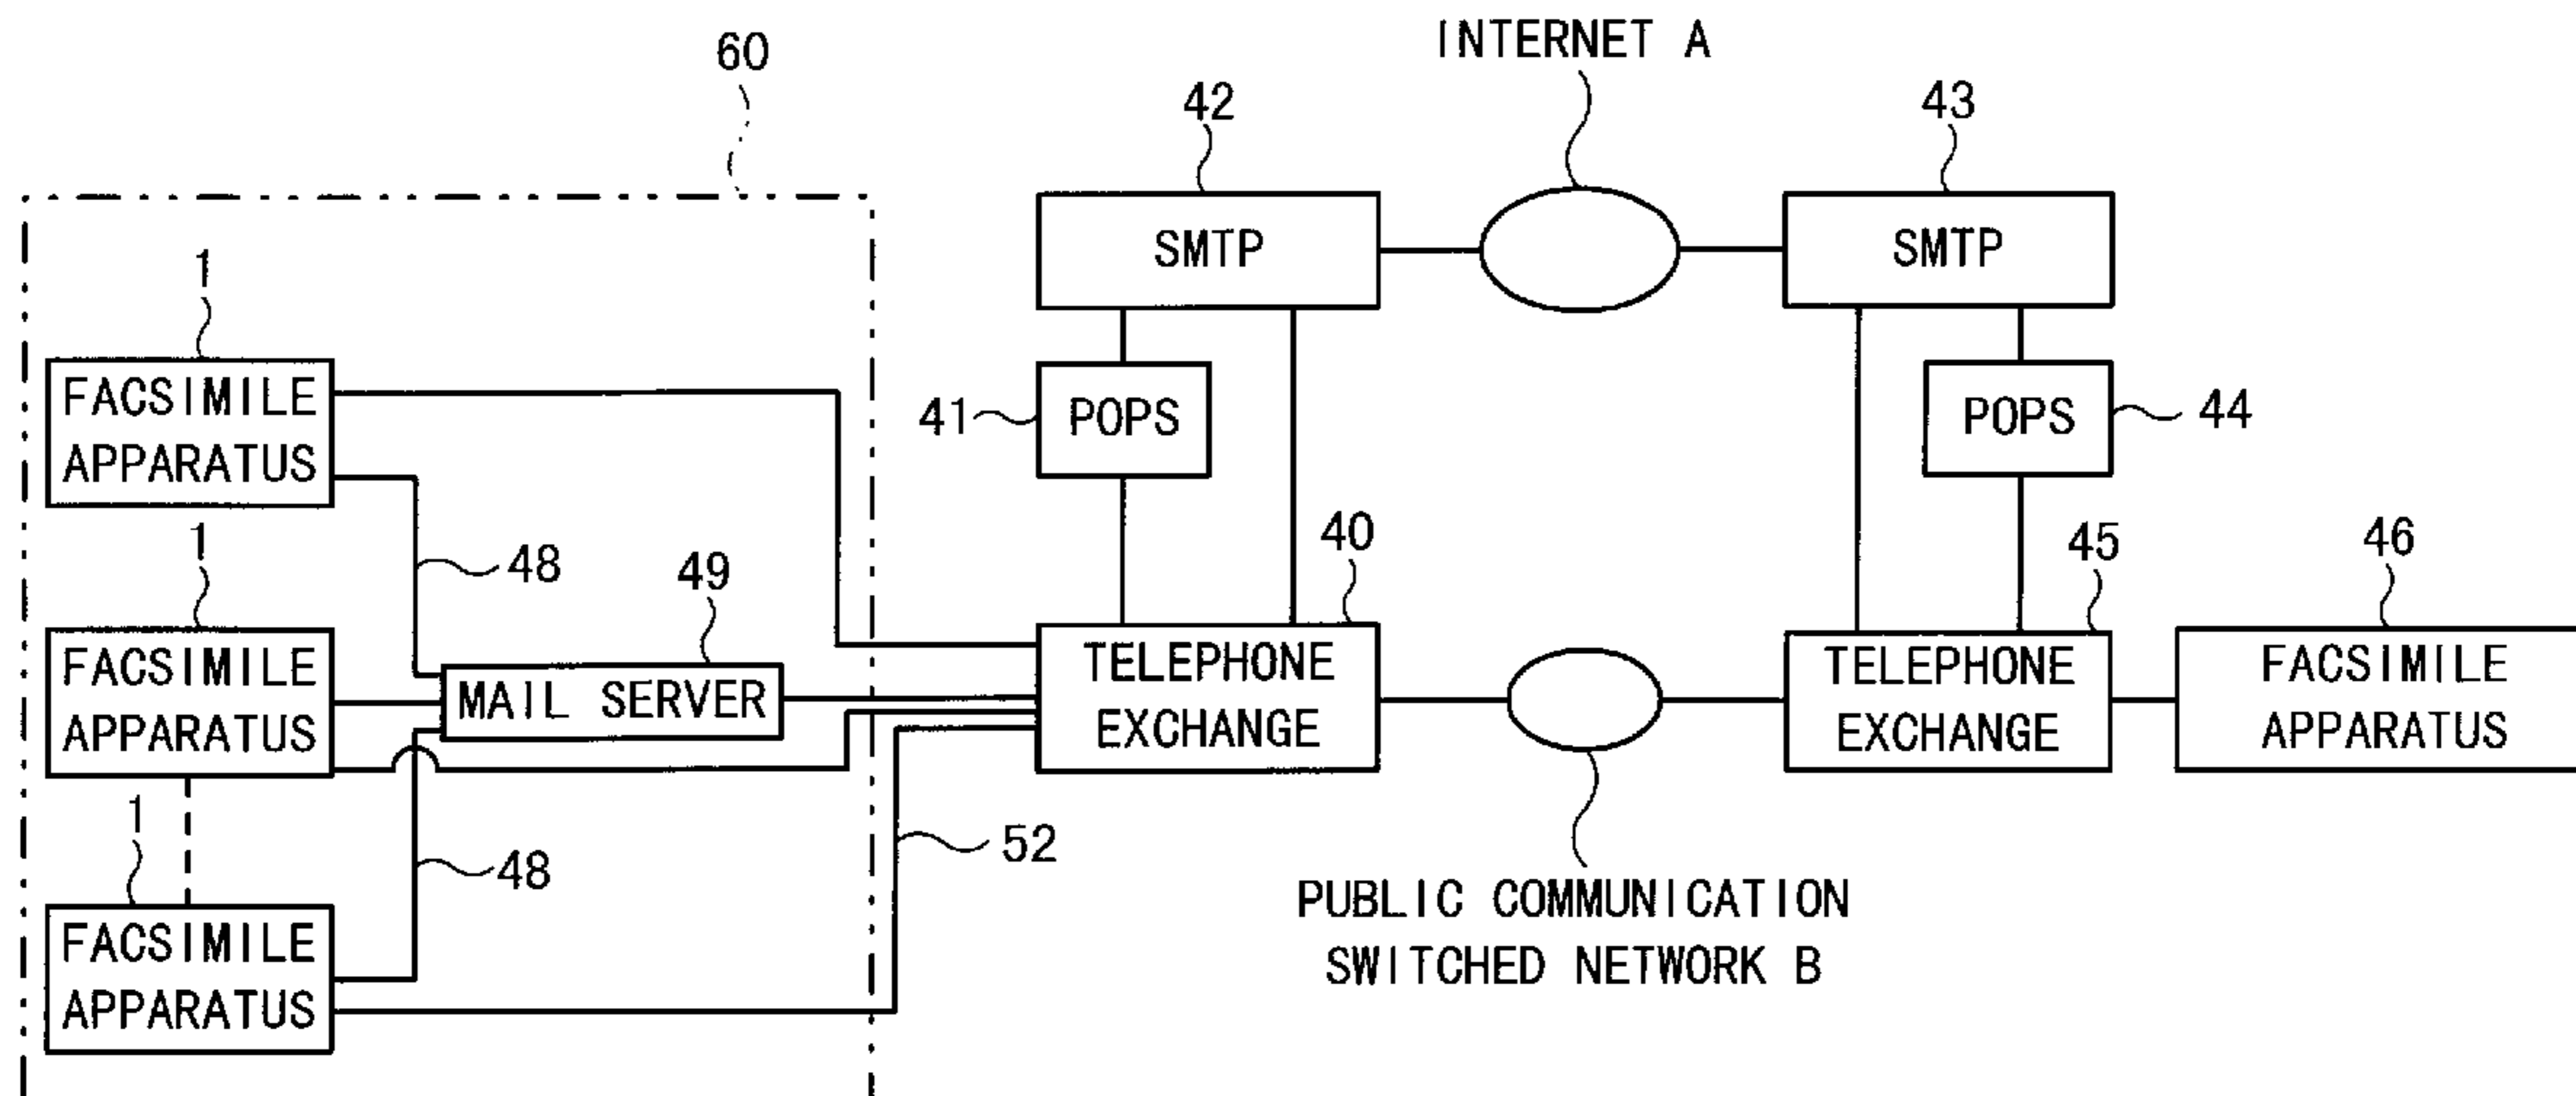 INTERNET A
60
42
43
SMTP
SMTP
1
FACSIMILE
APPARATUS
41
POPS
POPS
44
1
48
49
40
45
46
FACSIMILE
APPARATUS
MAIL SERVER
TELEPHONE
EXCHANGE
TELEPHONE
EXCHANGE
FACSIMILE
APPARATUS
1
48
52
FACSIMILE
APPARATUS
PUBLIC COMMUNICATION
SWITCHED NETWORK B